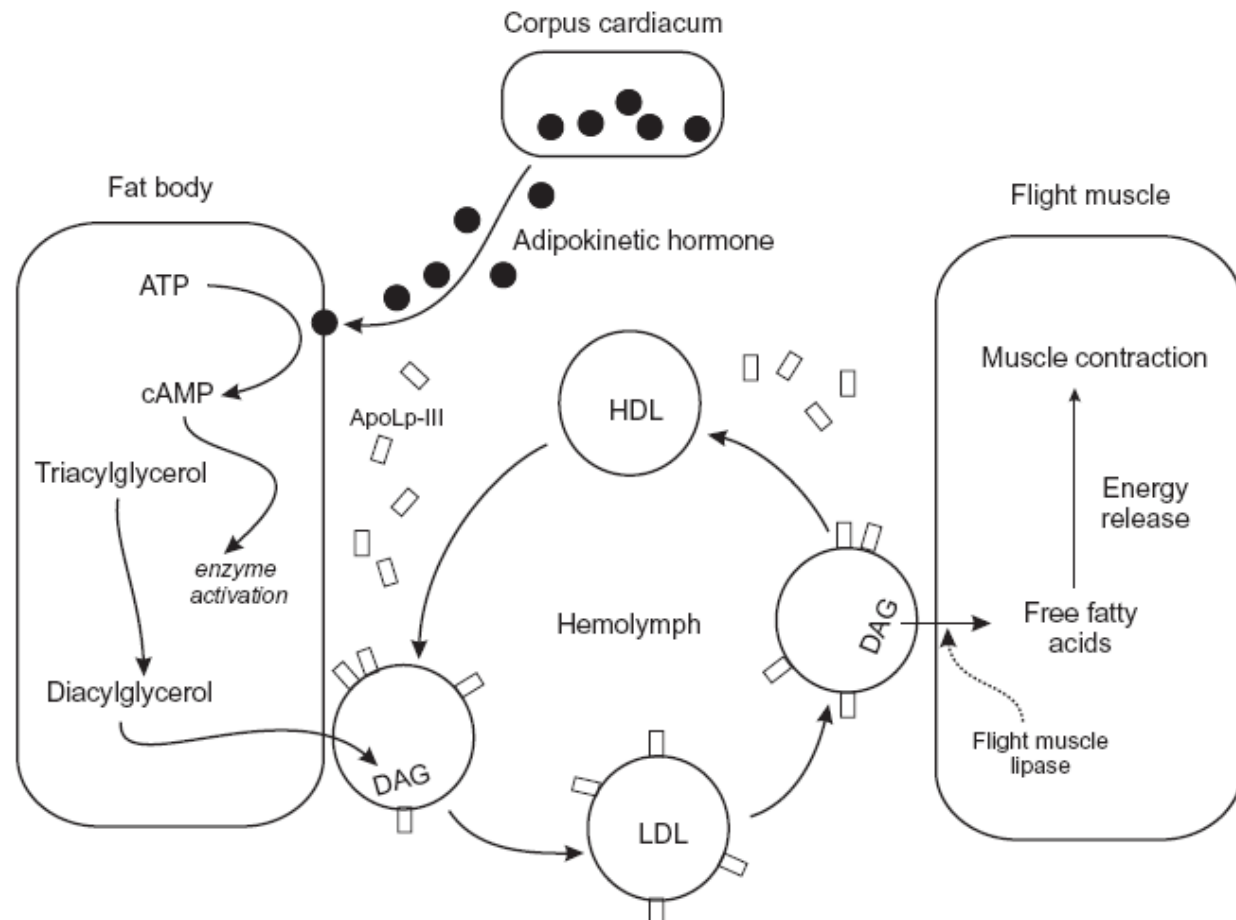 Corpus cardiacum
Fat body
Flight muscle
Adipokinetic hormone
ATP
cAMP
ApoLp-III
HDL
Muscle contraction
Triacylglycerol
Energy
release
enzyme
activation
Hemolymph
DAG
Free fatty
acids
Diacylglycerol
DAG
LDL
Flight muscle
lipase